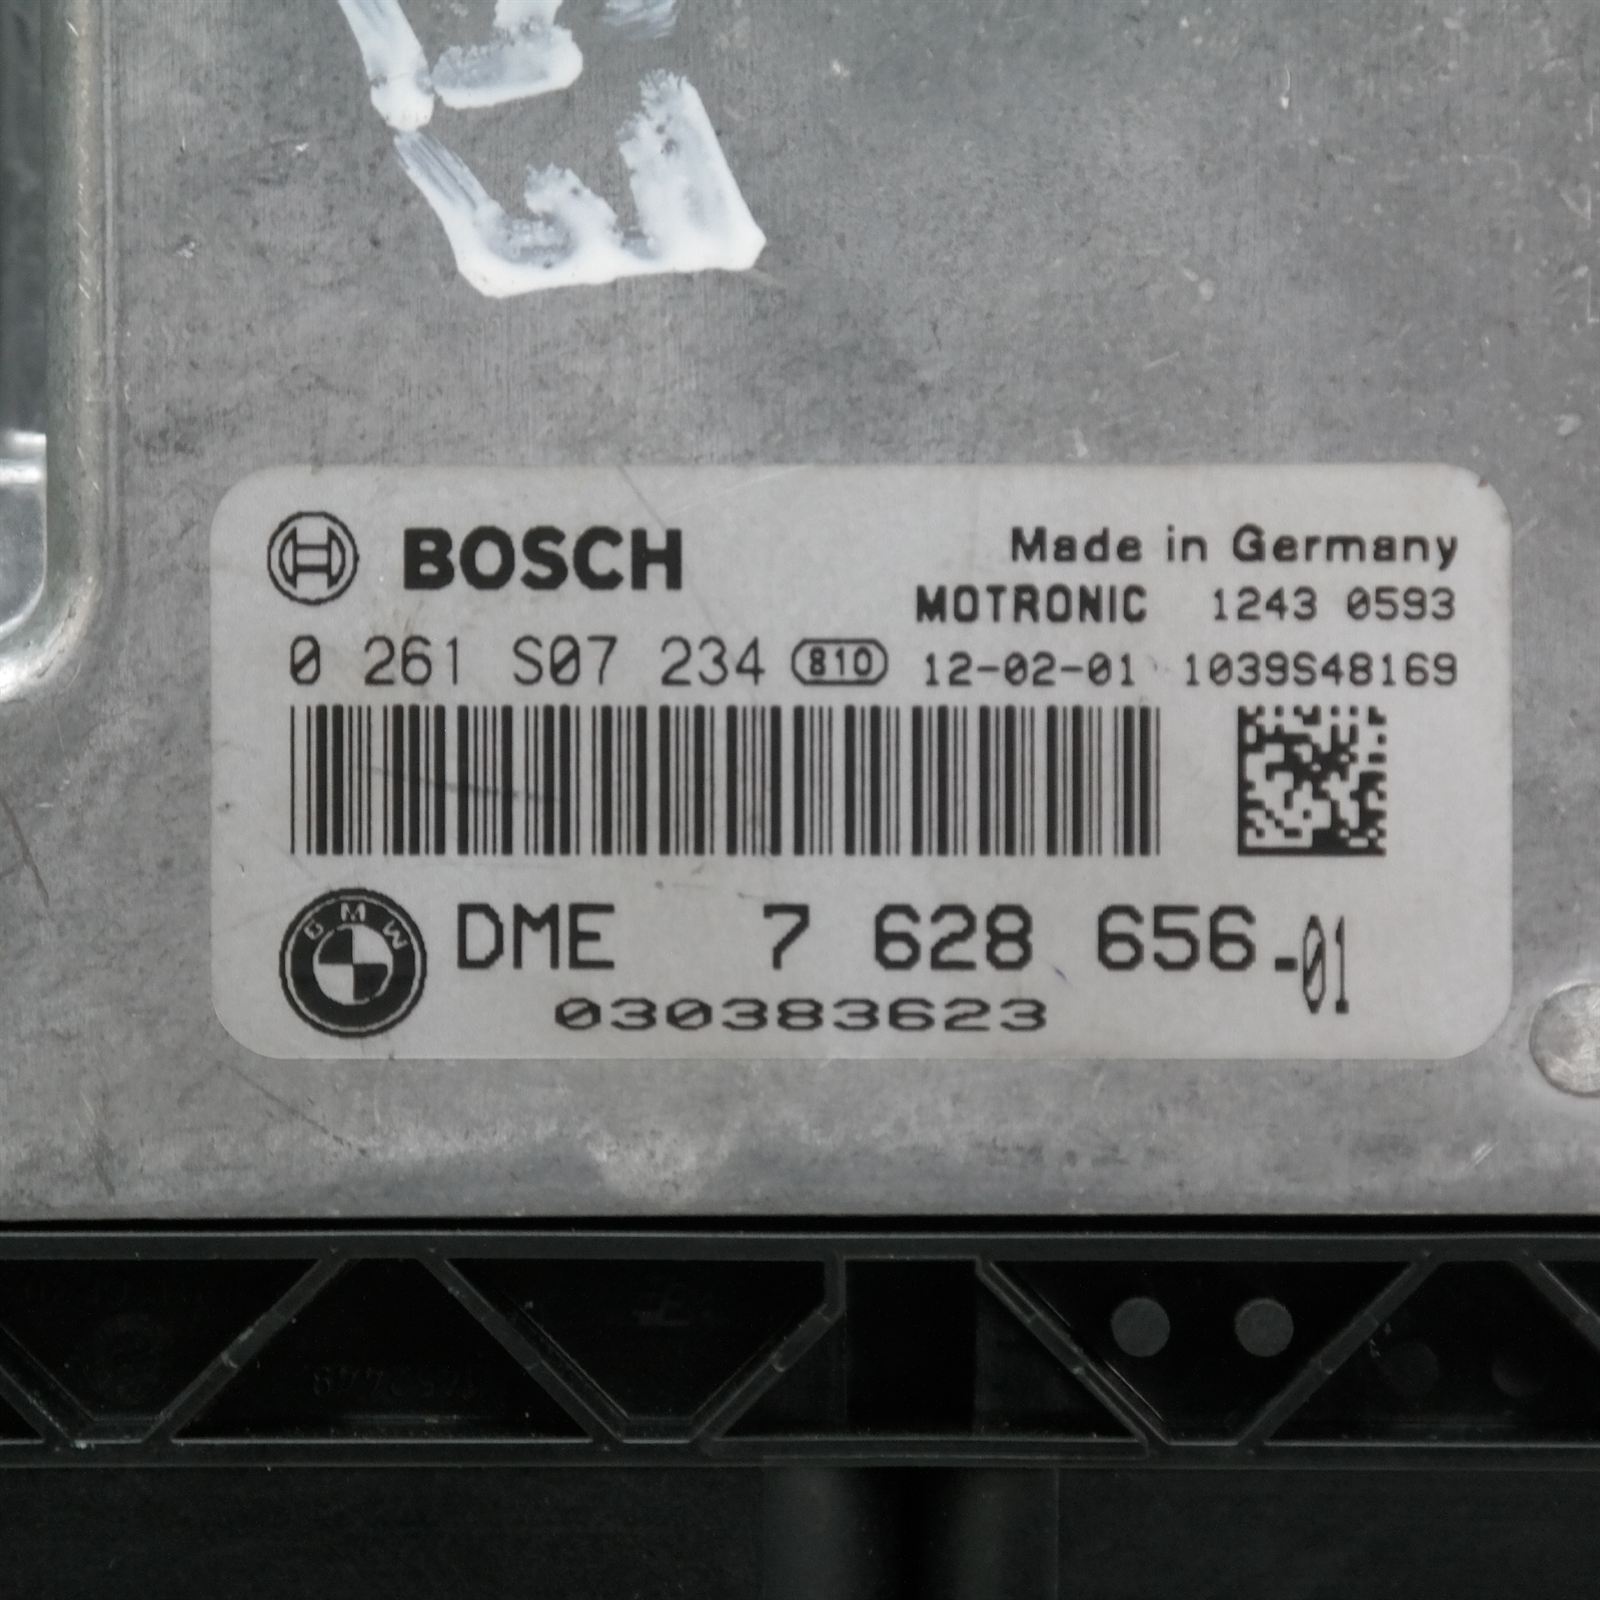 BOSCH
Made in Germany
MOTRONIC 1243 0593
0 261 S07 234 810 12-02-01 1039S48169
BMW
DME 7 628 656-01
030383623